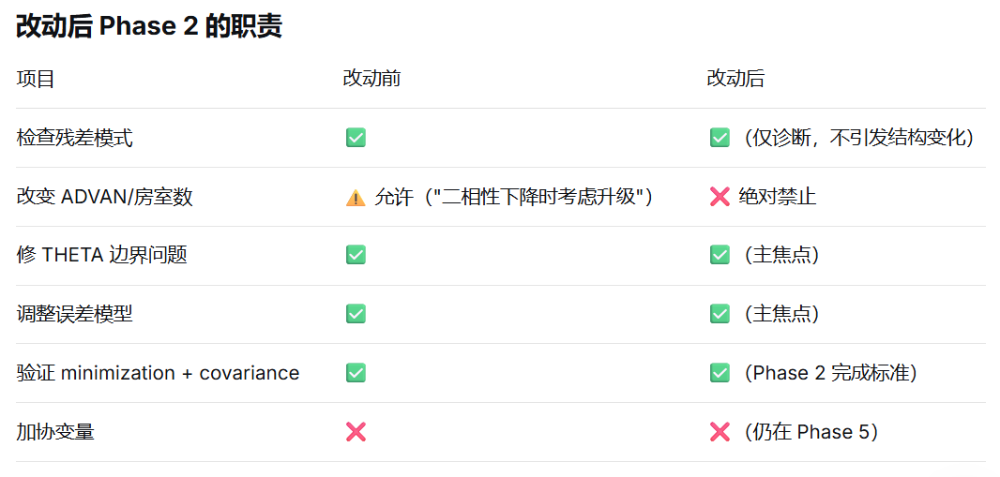 改动后 Phase 2 的职责
项目 改动前 改动后
检查残差模式 ✅ ✅（仅诊断，不引发结构变化）
改变 ADVAN/房室数 ⚠️ 允许（"二相性下降时考虑升级"） ❌ 绝对禁止
修 THETA 边界问题 ✅ ✅（主焦点）
调整误差模型 ✅ ✅（主焦点）
验证 minimization + covariance ✅ ✅（Phase 2 完成标准）
加协变量 ❌ ❌（仍在 Phase 5）